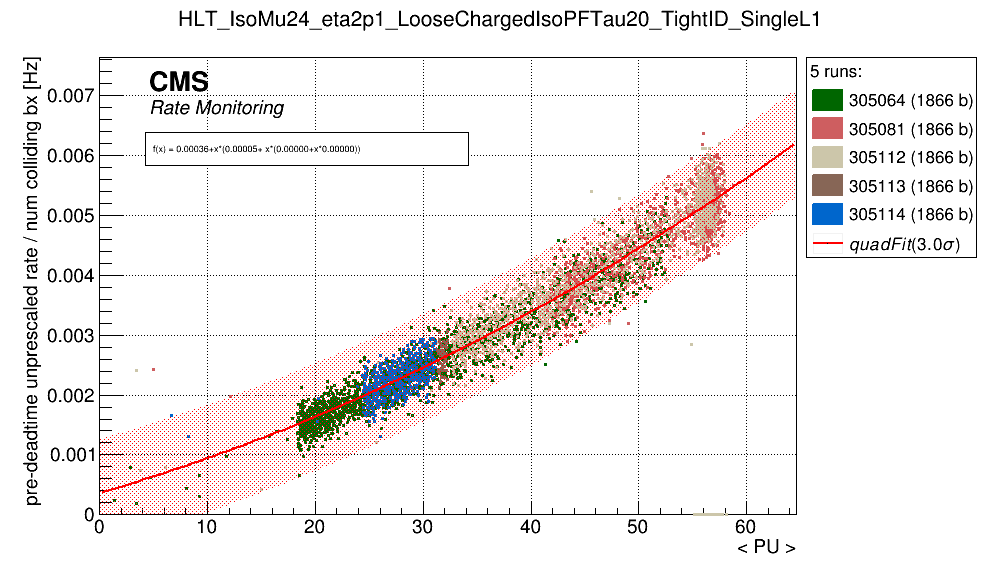 HLT_IsoMu24_eta2p1_LooseChargedIsoPFTau20_TightID_SingleL1
pre-deadtime unprescaled rate / num colliding bx [Hz]
CMS
Rate Monitoring
f(x) = 0.00036+x*(0.00005+ x*(0.00000+x*0.00000))
0.007
0.006
0.005
0.004
0.003
0.002
0.001
0
0 10 20 30 40 50 60
< PU >
5 runs:
305064 (1866 b)
305081 (1866 b)
305112 (1866 b)
305113 (1866 b)
305114 (1866 b)
quadFit(3.0σ)